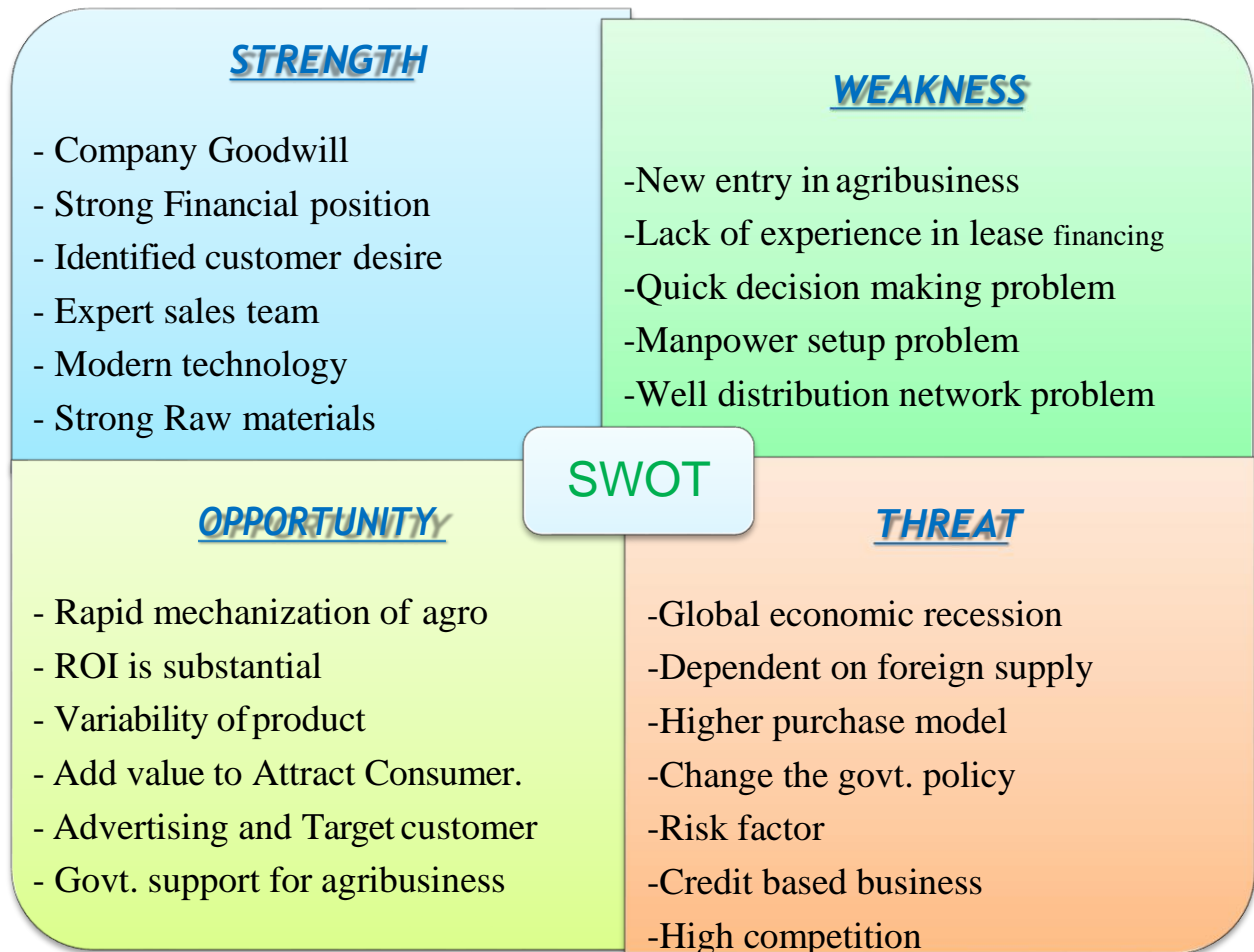 STRENGTH
- Company Goodwill
- Strong Financial position
- Identified customer desire
- Expert sales team
- Modern technology
- Strong Raw materials
WEAKNESS
-New entry in agribusiness
-Lack of experience in lease financing
-Quick decision making problem
-Manpower setup problem
-Well distribution network problem
SWOT
OPPORTUNITY
- Rapid mechanization of agro
- ROI is substantial
- Variability of product
- Add value to Attract Consumer.
- Advertising and Target customer
- Govt. support for agribusiness
THREAT
-Global economic recession
-Dependent on foreign supply
-Higher purchase model
-Change the govt. policy
-Risk factor
-Credit based business
-High competition